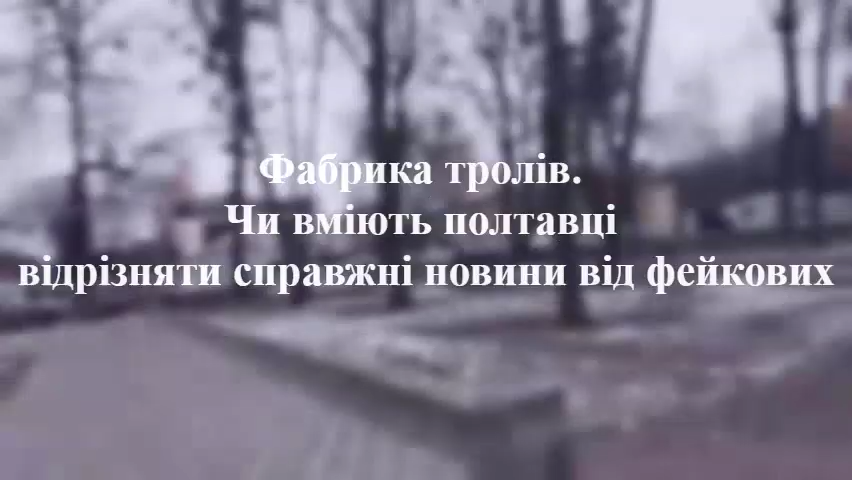 Фабрика тролів.
Чи вміють полтавці
відрізняти справжні новини від фейкових